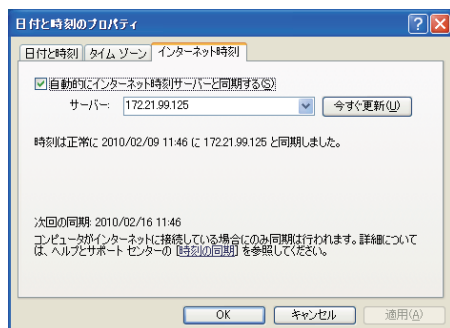 日付と時刻のプロパティ
日付と時刻 タイム ゾーン インターネット時刻
自動的にインターネット時刻サーバーと同期する(S)
サーバー: 172.21.99.125 今すぐ更新(U)
時刻は正常に 2010/02/09 11:46 に 172.21.99.125 と同期しました。
次回の同期: 2010/02/16 11:46
コンピュータがインターネットに接続している場合にのみ同期は行われます。詳細について
は、ヘルプとサポート センターの [時刻の同期] を参照してください。
OK キャンセル 適用(A)